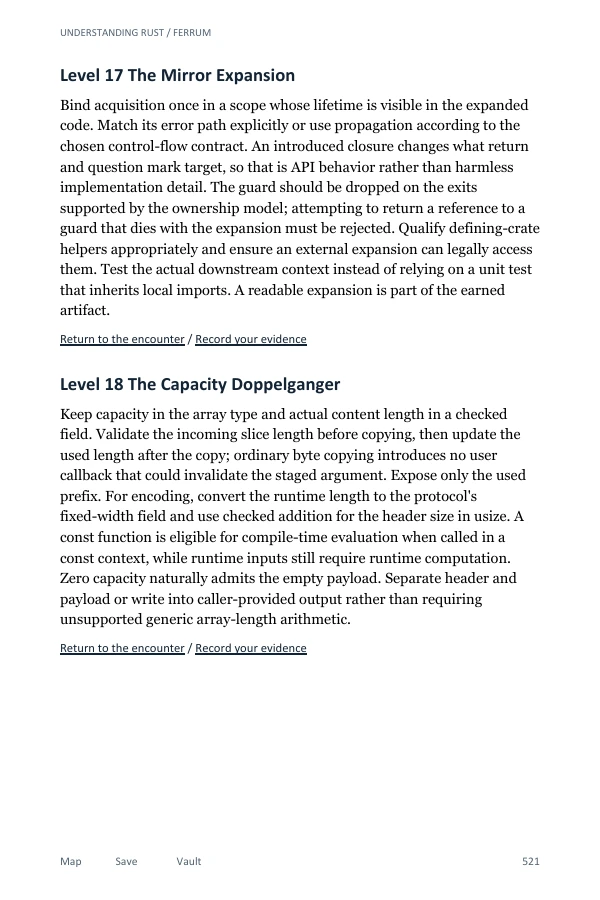 UNDERSTANDING RUST / FERRUM
Level 17 The Mirror Expansion
Bind acquisition once in a scope whose lifetime is visible in the expanded
code. Match its error path explicitly or use propagation according to the
chosen control-flow contract. An introduced closure changes what return
and question mark target, so that is API behavior rather than harmless
implementation detail. The guard should be dropped on the exits
supported by the ownership model; attempting to return a reference to a
guard that dies with the expansion must be rejected. Qualify defining-crate
helpers appropriately and ensure an external expansion can legally access
them. Test the actual downstream context instead of relying on a unit test
that inherits local imports. A readable expansion is part of the earned
artifact.
Return to the encounter / Record your evidence
Level 18 The Capacity Doppelganger
Keep capacity in the array type and actual content length in a checked
field. Validate the incoming slice length before copying, then update the
used length after the copy; ordinary byte copying introduces no user
callback that could invalidate the staged argument. Expose only the used
prefix. For encoding, convert the runtime length to the protocol's
fixed-width field and use checked addition for the header size in usize. A
const function is eligible for compile-time evaluation when called in a
const context, while runtime inputs still require runtime computation.
Zero capacity naturally admits the empty payload. Separate header and
payload or write into caller-provided output rather than requiring
unsupported generic array-length arithmetic.
Return to the encounter / Record your evidence
Map Save Vault 521